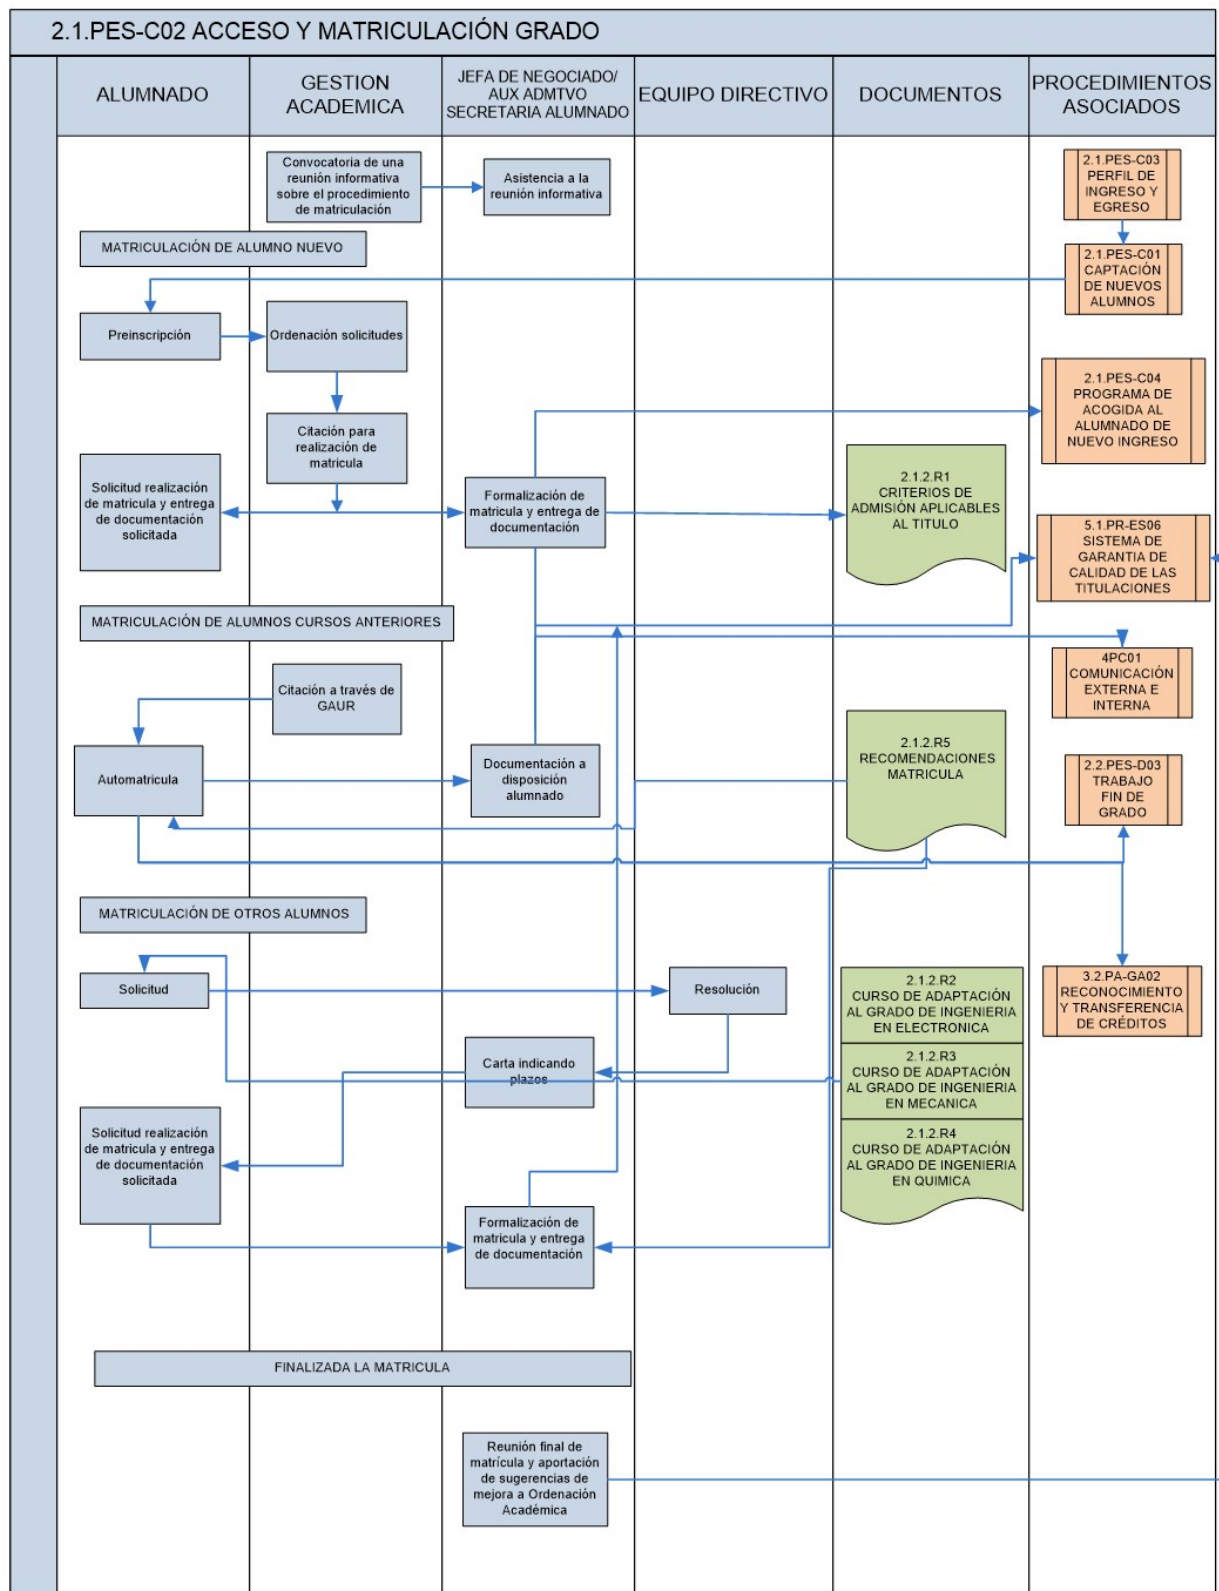 2.1.PES-C02 ACCESO Y MATRICULACIÓN GRADO
ALUMNADO
GESTION
ACADEMICA
JEFA DE NEGOCIADO/
AUX ADMTVO
SECRETARIA ALUMNADO
EQUIPO DIRECTIVO
DOCUMENTOS
PROCEDIMIENTOS
ASOCIADOS
Convocatoria de una
reunión informativa
sobre el procedimiento
de matriculación
Asistencia a la
reunión informativa
2.1.PES-C03
PERFIL DE
INGRESO Y
EGRESO
MATRICULACIÓN DE ALUMNO NUEVO
2.1.PES-C01
CAPTACIÓN
DE NUEVOS
ALUMNOS
Preinscripción
Ordenación solicitudes
2.1.PES-C04
PROGRAMA DE
ACOGIDA AL
ALUMNADO DE
NUEVO INGRESO
Citación para
realización de
matricula
Solicitud realización
de matricula y entrega
de documentación
solicitada
Formalización de
matricula y entrega de
documentación
2.1.2.R1
CRITERIOS DE
ADMISIÓN APLICABLES
AL TITULO
5.1.PR-ES06
SISTEMA DE
GARANTIA DE
CALIDAD DE LAS
TITULACIONES
MATRICULACIÓN DE ALUMNOS CURSOS ANTERIORES
Citación a través de
GAUR
4PC01
COMUNICACIÓN
EXTERNA E
INTERNA
Automatricula
Documentación a
disposición
alumnado
2.1.2.R5
RECOMENDACIONES
MATRICULA
2.2.PES-D03
TRABAJO
FIN DE
GRADO
MATRICULACIÓN DE OTROS ALUMNOS
Solicitud
Resolución
2.1.2.R2
CURSO DE ADAPTACIÓN
AL GRADO DE INGENIERIA
EN ELECTRONICA
3.2.PA-GA02
RECONOCIMIENTO
Y TRANSFERENCIA
DE CRÉDITOS
Carta indicando
plazos
2.1.2.R3
CURSO DE ADAPTACIÓN
AL GRADO DE INGENIERIA
EN MECANICA
Solicitud realización
de matricula y entrega
de documentación
solicitada
2.1.2.R4
CURSO DE ADAPTACIÓN
AL GRADO DE INGENIERIA
EN QUIMICA
Formalización de
matricula y entrega
de documentación
FINALIZADA LA MATRICULA
Reunión final de
matrícula y aportación
de sugerencias de
mejora a Ordenación
Académica